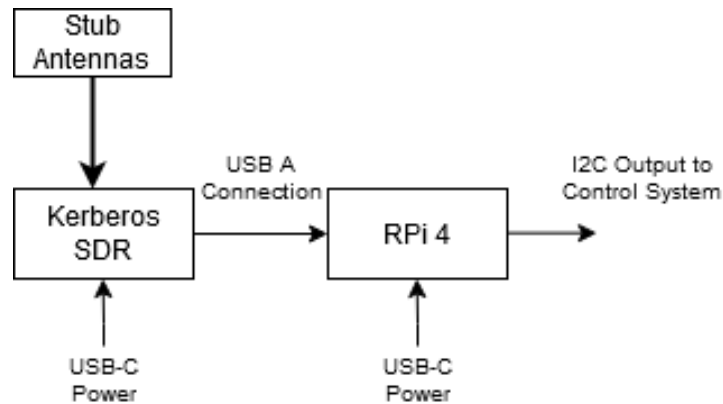 Stub
Antennas
USB A
Connection
I2C Output to
Control System
Kerberos
SDR
RPi 4
USB-C
Power
USB-C
Power